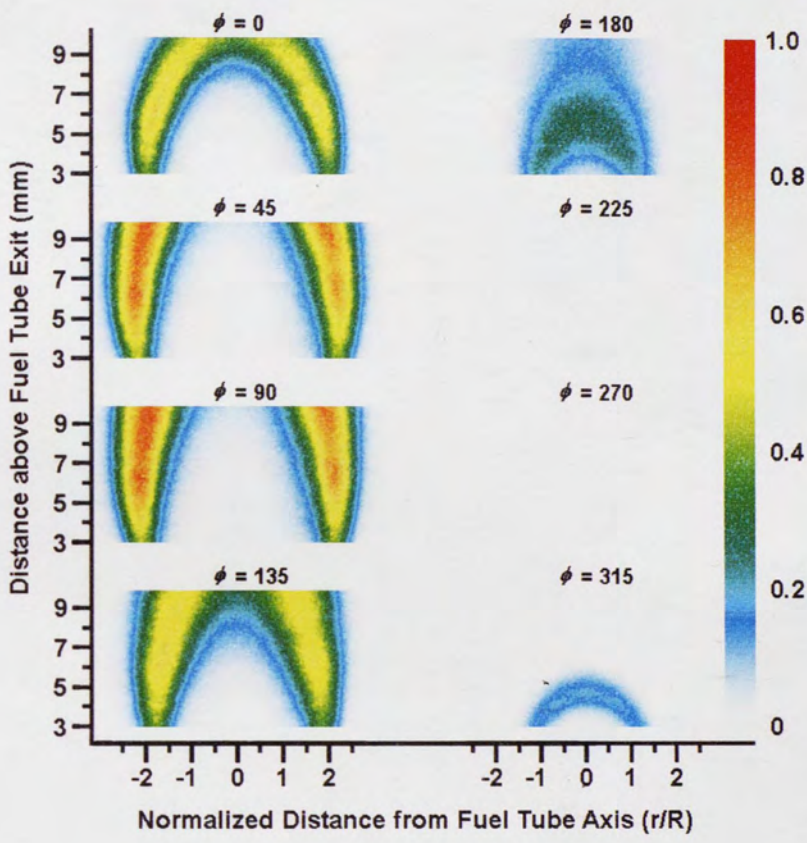 ϕ = 0
ϕ = 180
9
7
5
3
ϕ = 45
ϕ = 225
9
7
5
3
ϕ = 90
ϕ = 270
9
7
5
3
ϕ = 135
ϕ = 315
9
7
5
3
Distance above Fuel Tube Exit (mm)
-2 -1 0 1 2
-2 -1 0 1 2
Normalized Distance from Fuel Tube Axis (r/R)
1.0
0.8
0.6
0.4
0.2
0